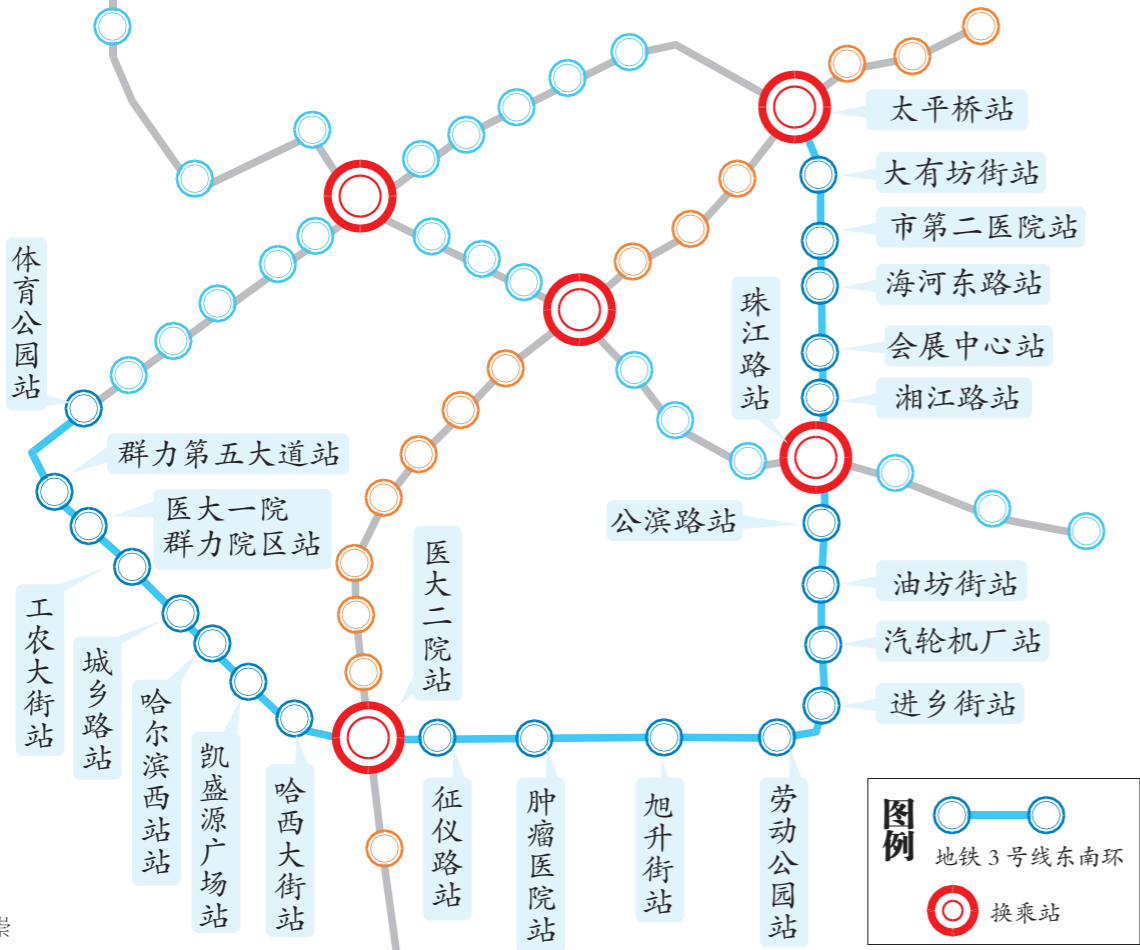 太平桥站
大有坊街站
市第二医院站
海河东路站
会展中心站
湘江路站
珠江路站
公滨路站
油坊街站
汽轮机厂站
进乡街站
体育公园站
群力第五大道站
医大一院
群力院区站
工农大街站
城乡路站
哈尔滨西站站
凯盛源广场站
哈西大街站
医大二院站
征仪路站
肿瘤医院站
旭升街站
劳动公园站
图例
地铁3号线东南环
换乘站
崇